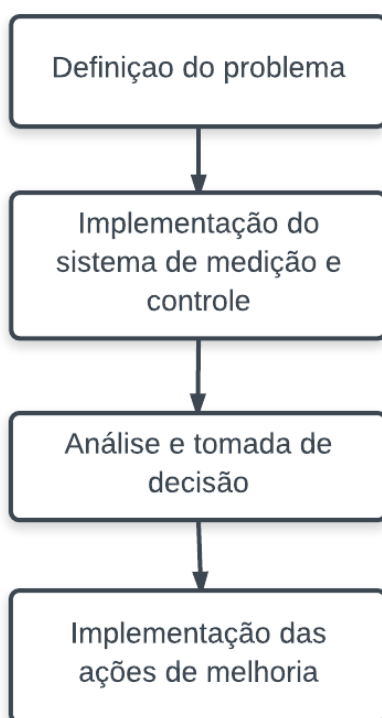 Definiçao do problema
Implementação do
sistema de medição e
controle
Análise e tomada de
decisão
Implementação das
ações de melhoria